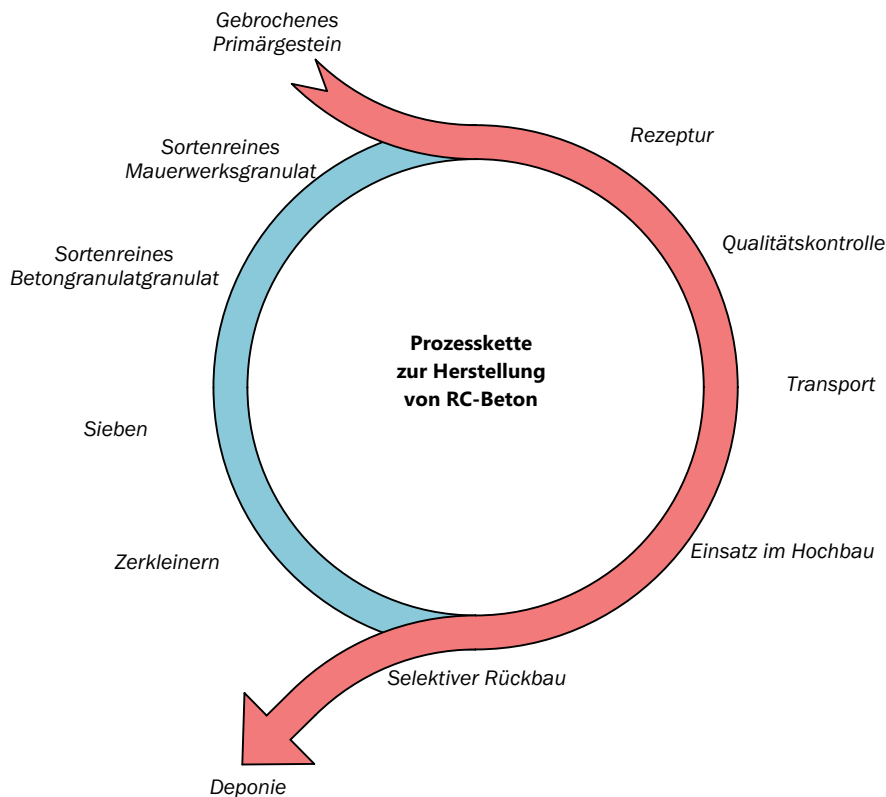 Gebrochenes
Primärgestein
Rezeptur
Sortenreines
Mauerwerksgranulat
Qualitätskontrolle
Sortenreines
Betongranulatgranulat
Prozesskette
zur Herstellung
von RC-Beton
Transport
Sieben
Einsatz im Hochbau
Zerkleinern
Selektiver Rückbau
Deponie